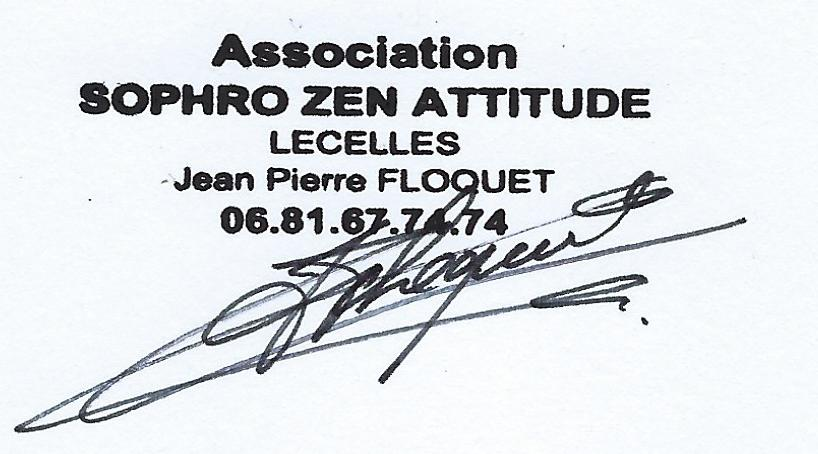 Association
SOPHRO ZEN ATTITUDE
LECELLES
Jean Pierre FLOQUET
06.81.67.74.74